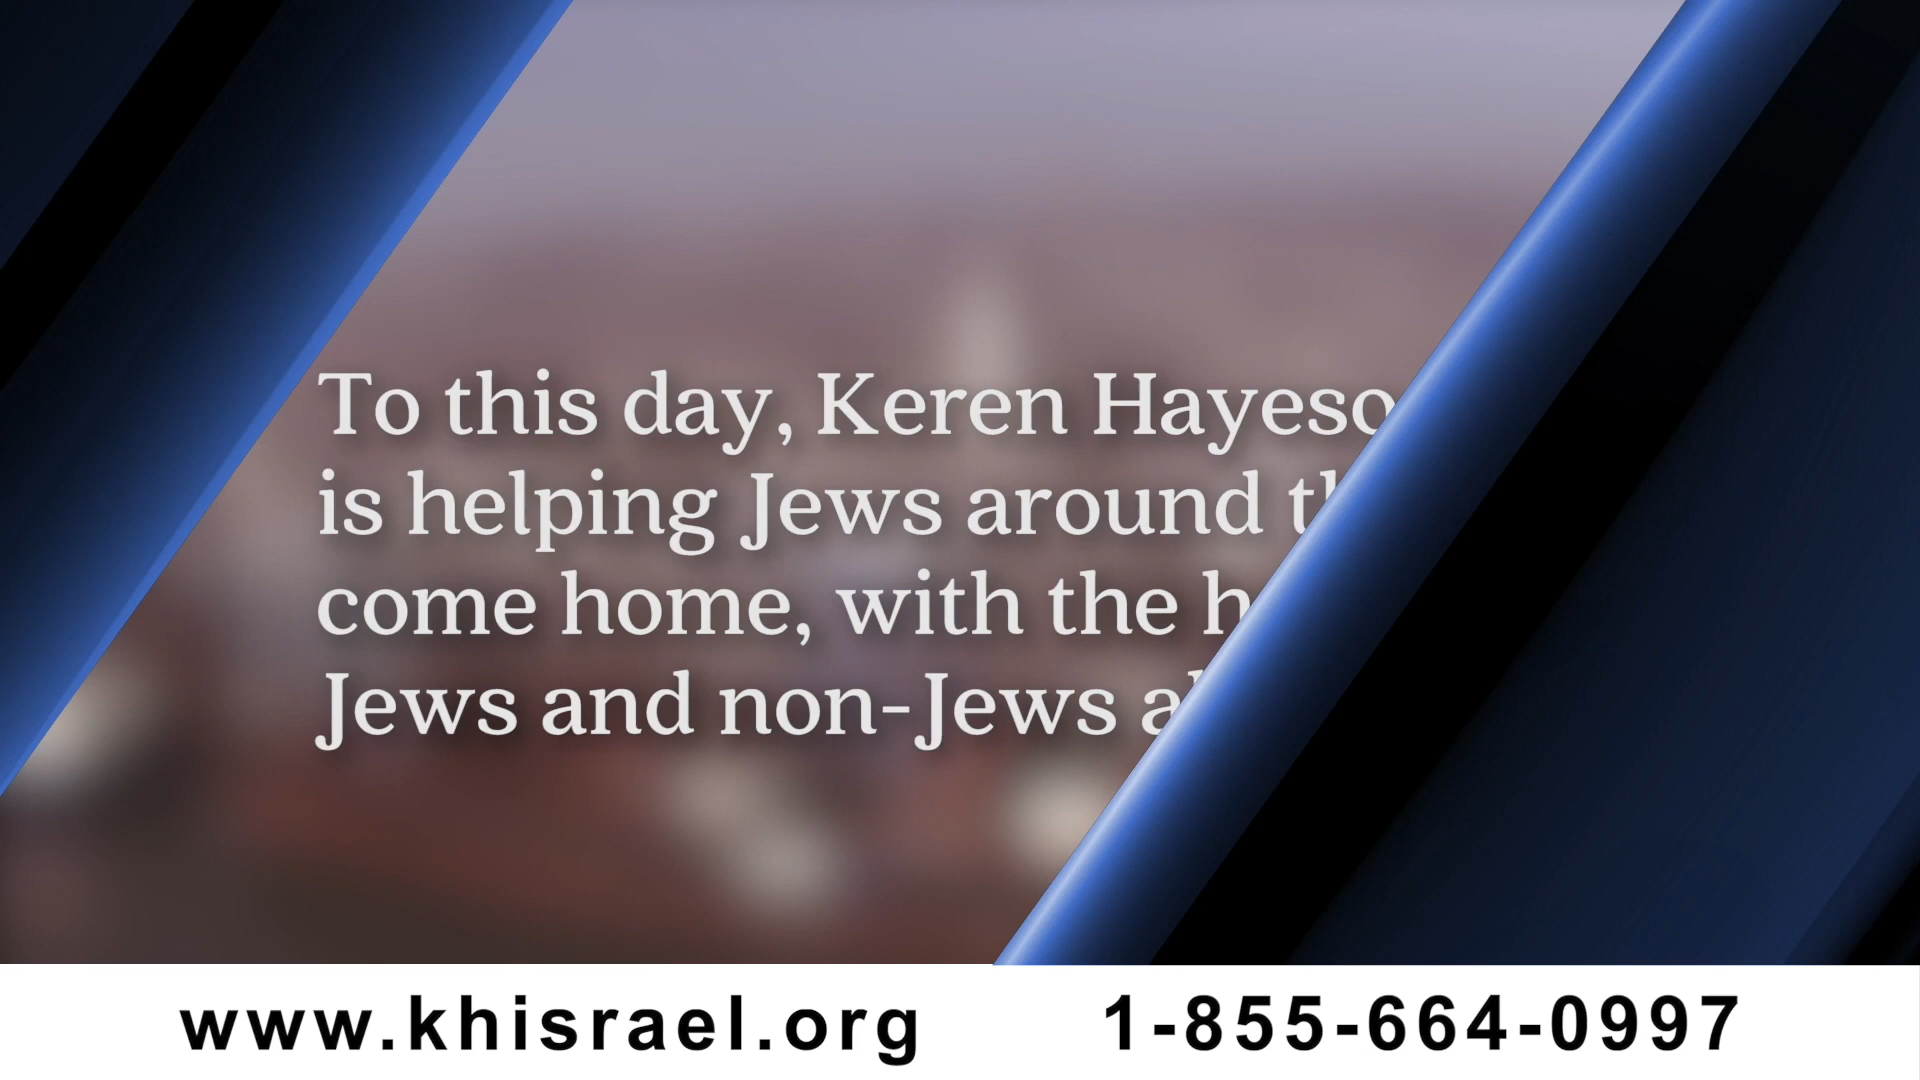 To this day, Keren Hayeso
is helping Jews around
come home, with the
Jews and non-Jews
www.khisrael.org 1-855-664-0997